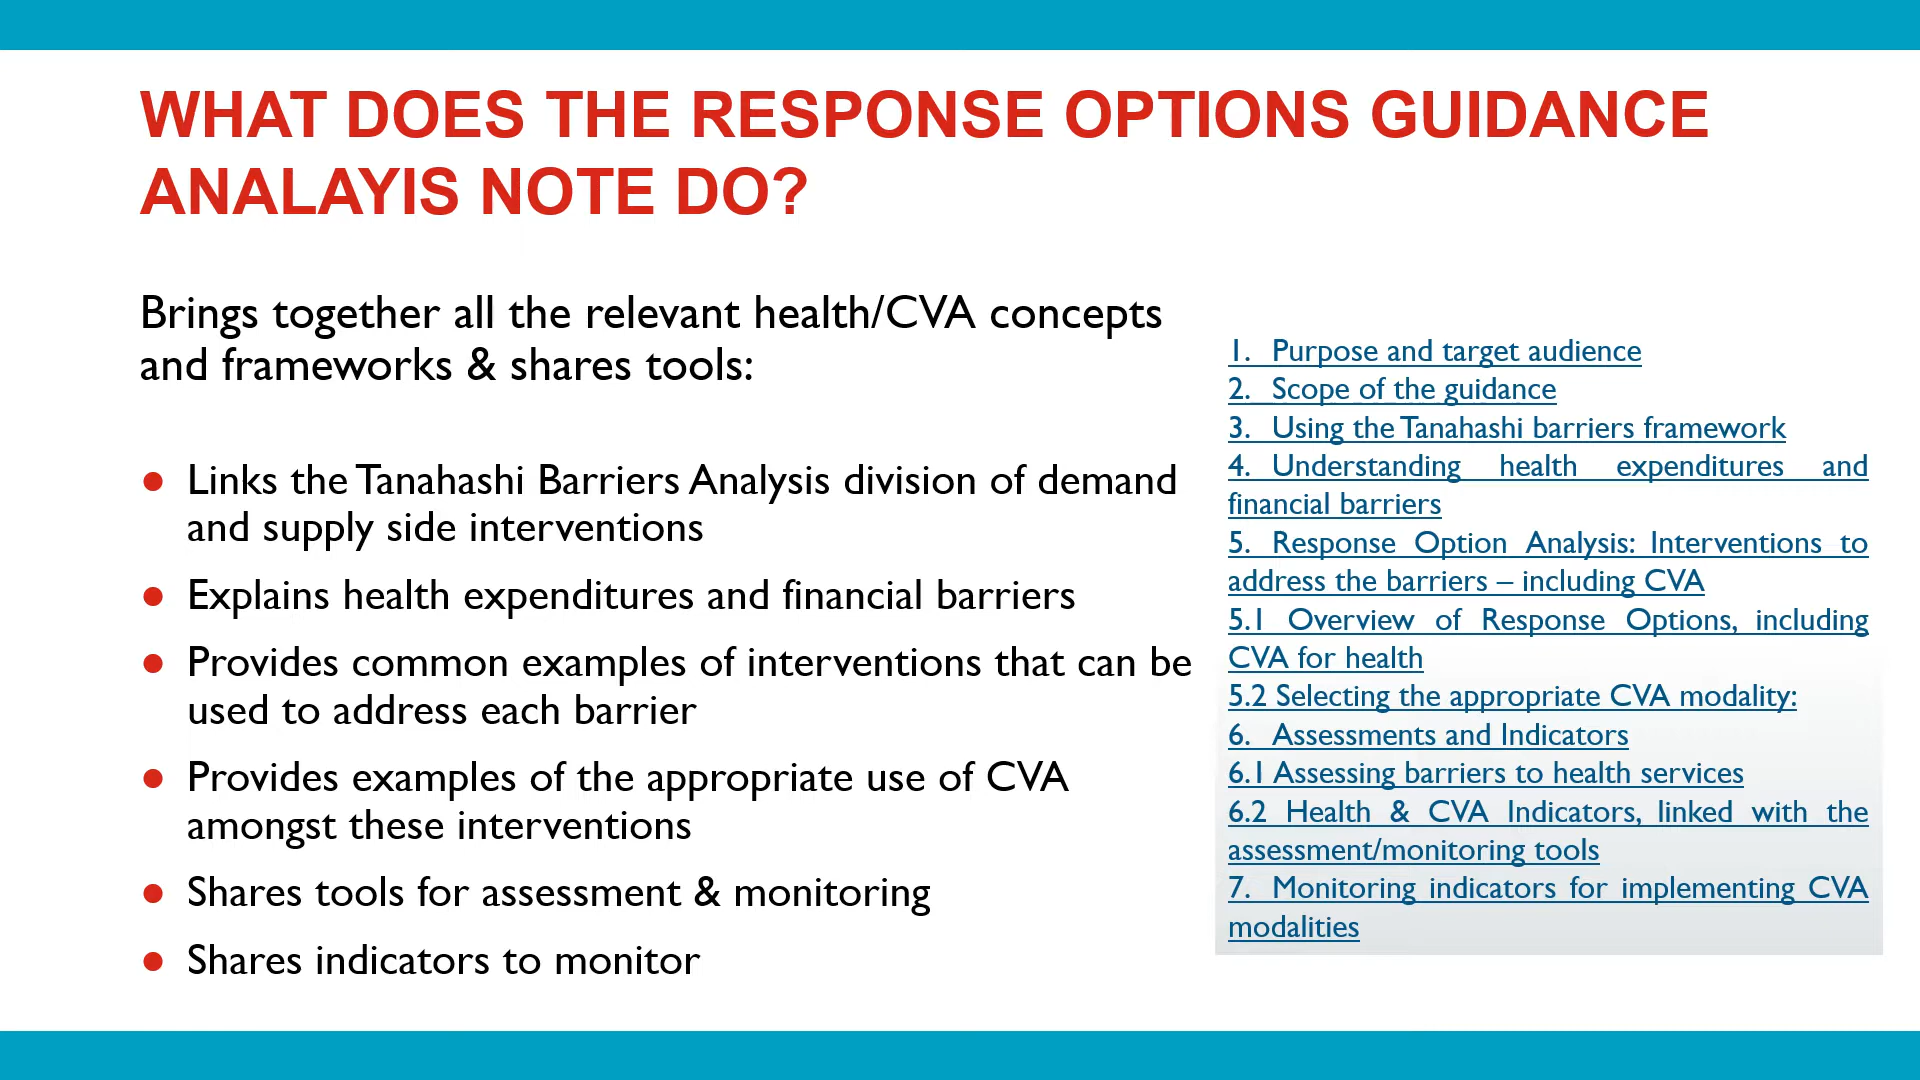 WHAT DOES THE RESPONSE OPTIONS GUIDANCE
ANALAYIS NOTE DO?
Brings together all the relevant health/CVA concepts
and frameworks & shares tools:
● Links the Tanahashi Barriers Analysis division of demand
and supply side interventions
● Explains health expenditures and financial barriers
● Provides common examples of interventions that can be
used to address each barrier
● Provides examples of the appropriate use of CVA
amongst these interventions
● Shares tools for assessment & monitoring
● Shares indicators to monitor
1. Purpose and target audience
2. Scope of the guidance
3. Using the Tanahashi barriers framework
4. Understanding health expenditures and
financial barriers
5. Response Option Analysis: Interventions to
address the barriers – including CVA
5.1 Overview of Response Options, including
CVA for health
5.2 Selecting the appropriate CVA modality:
6. Assessments and Indicators
6.1 Assessing barriers to health services
6.2 Health & CVA Indicators, linked with the
assessment/monitoring tools
7. Monitoring indicators for implementing CVA
modalities